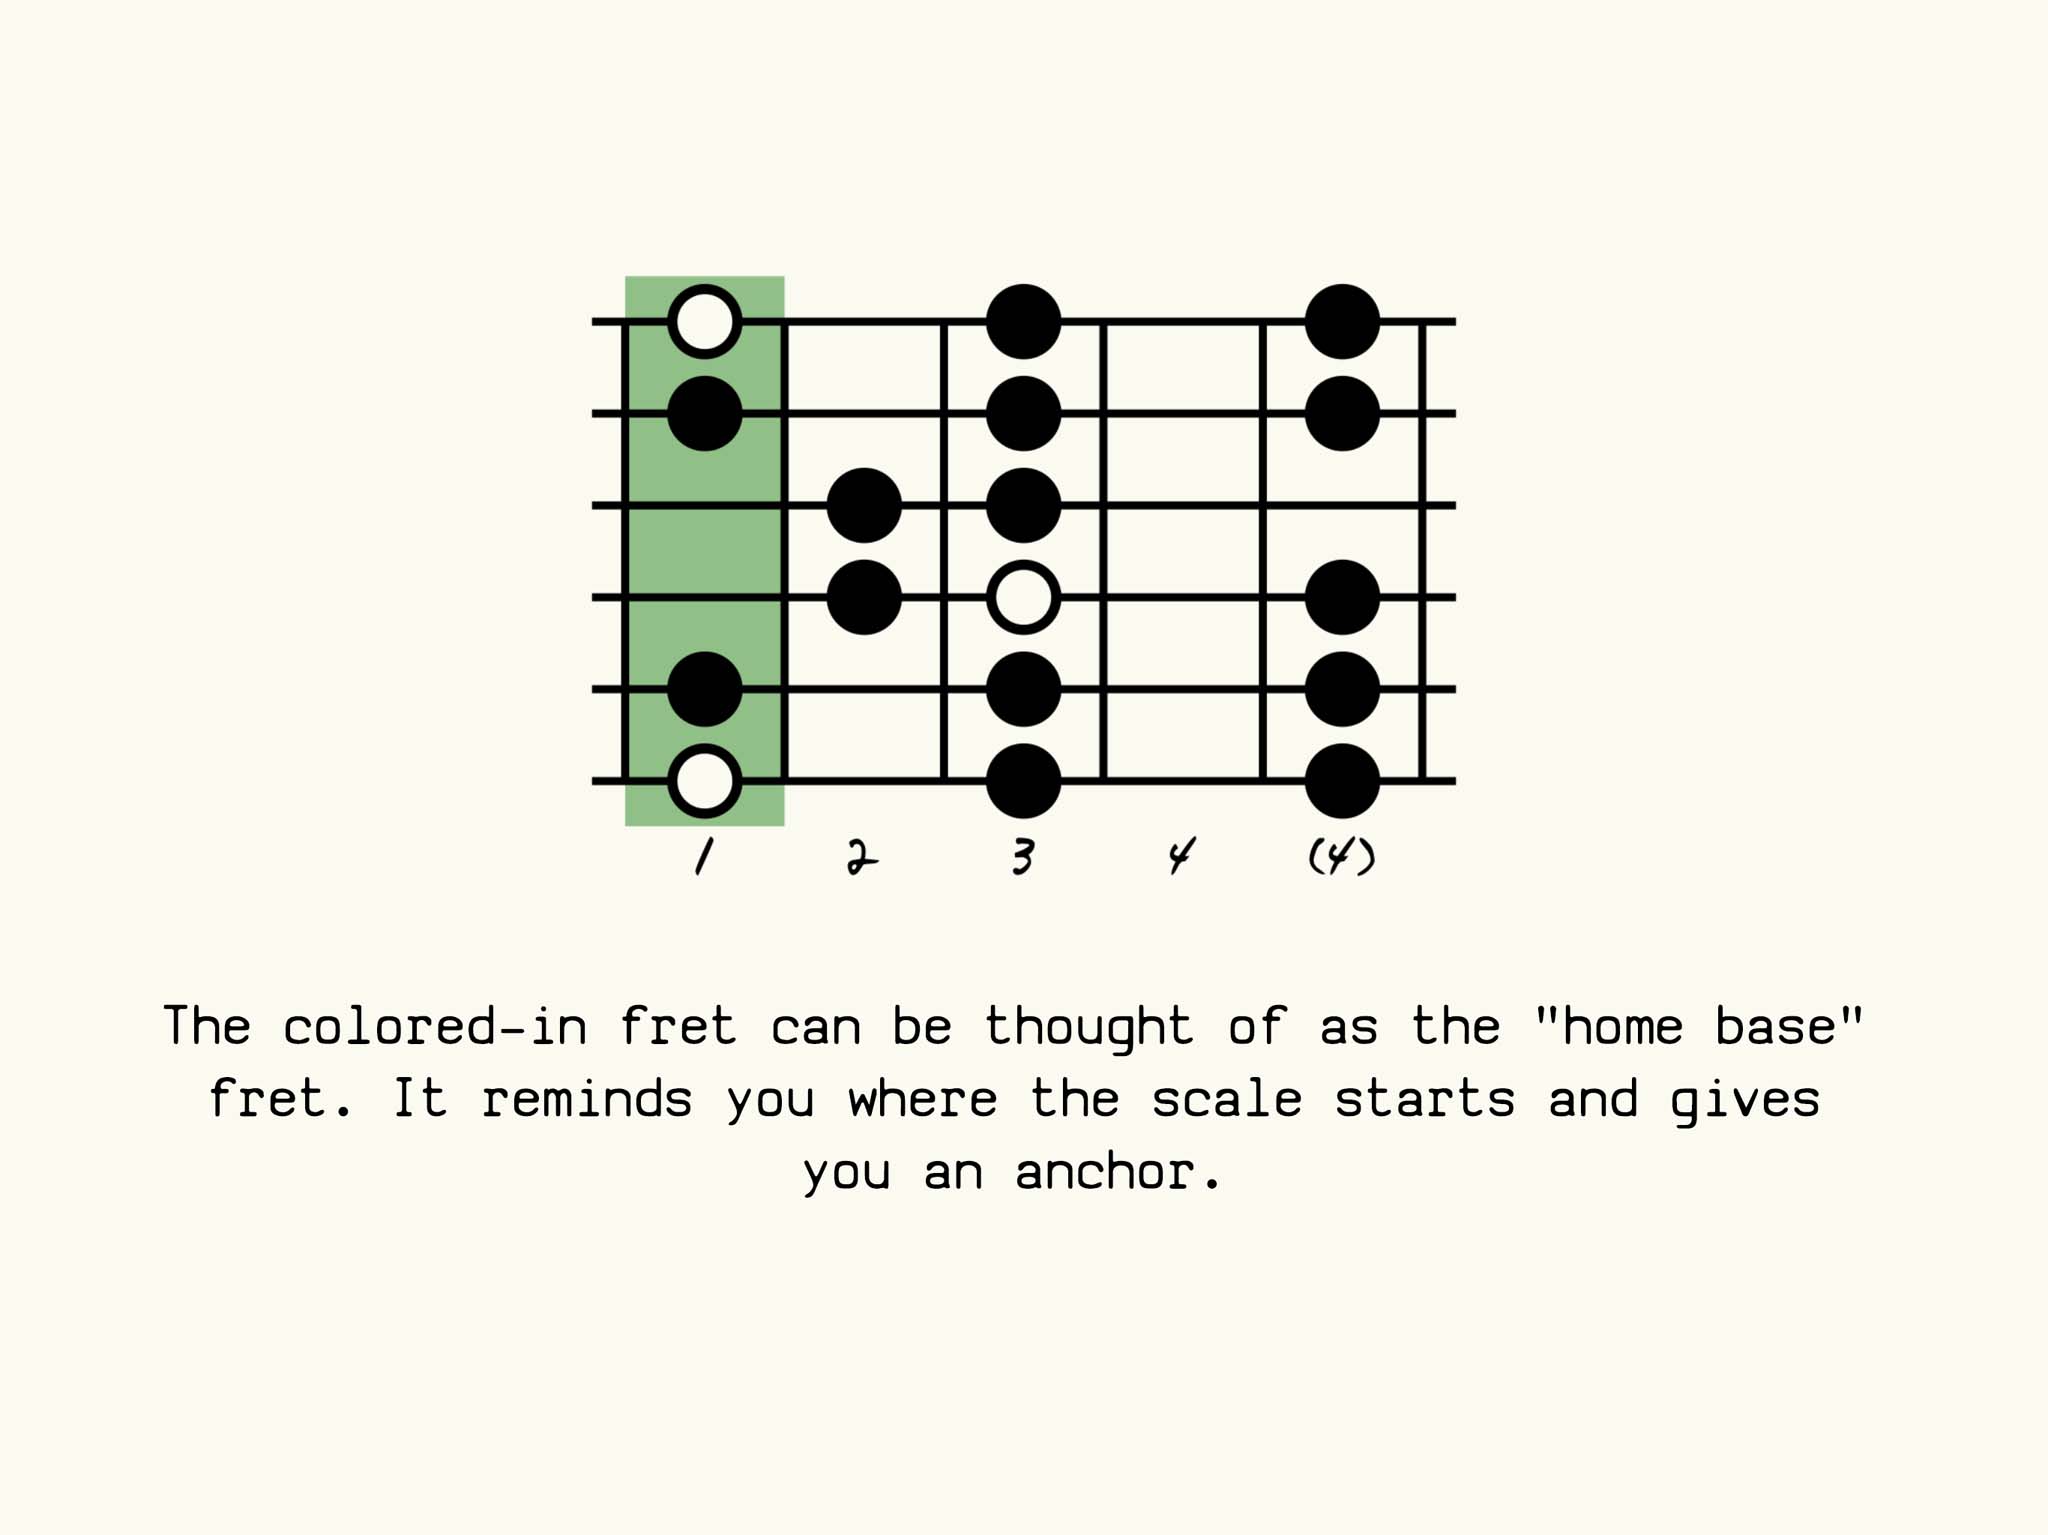 1 2 3 4 (4)
The colored-in fret can be thought of as the "home base"
fret. It reminds you where the scale starts and gives
you an anchor.